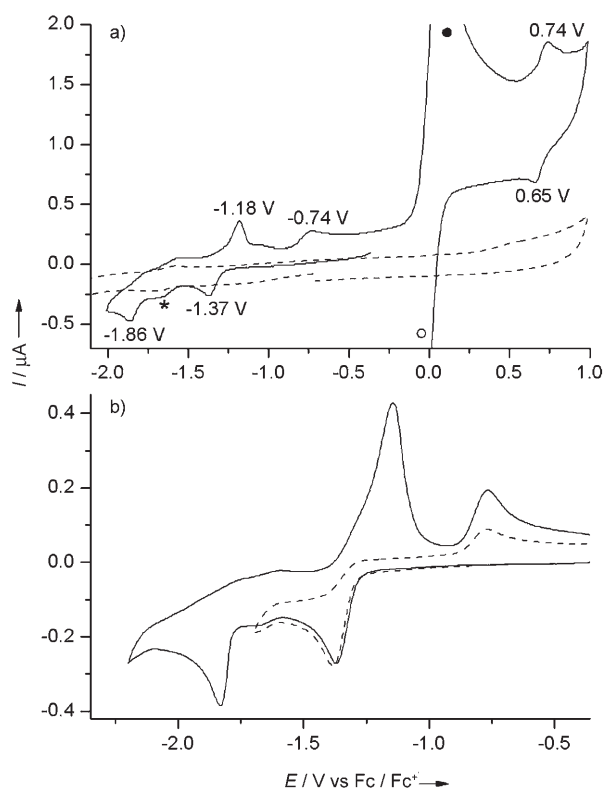 a)
2.0
1.5
1.0
0.5
0.0
-0.5
0.74 V
0.65 V
-1.18 V
-0.74 V
*
-1.37 V
-1.86 V
-2.0 -1.5 -1.0 -0.5 0.0 0.5 1.0
I / µA
b)
0.4
0.2
0.0
-0.2
-0.4
-2.0 -1.5 -1.0 -0.5
E / V vs Fc / Fc+